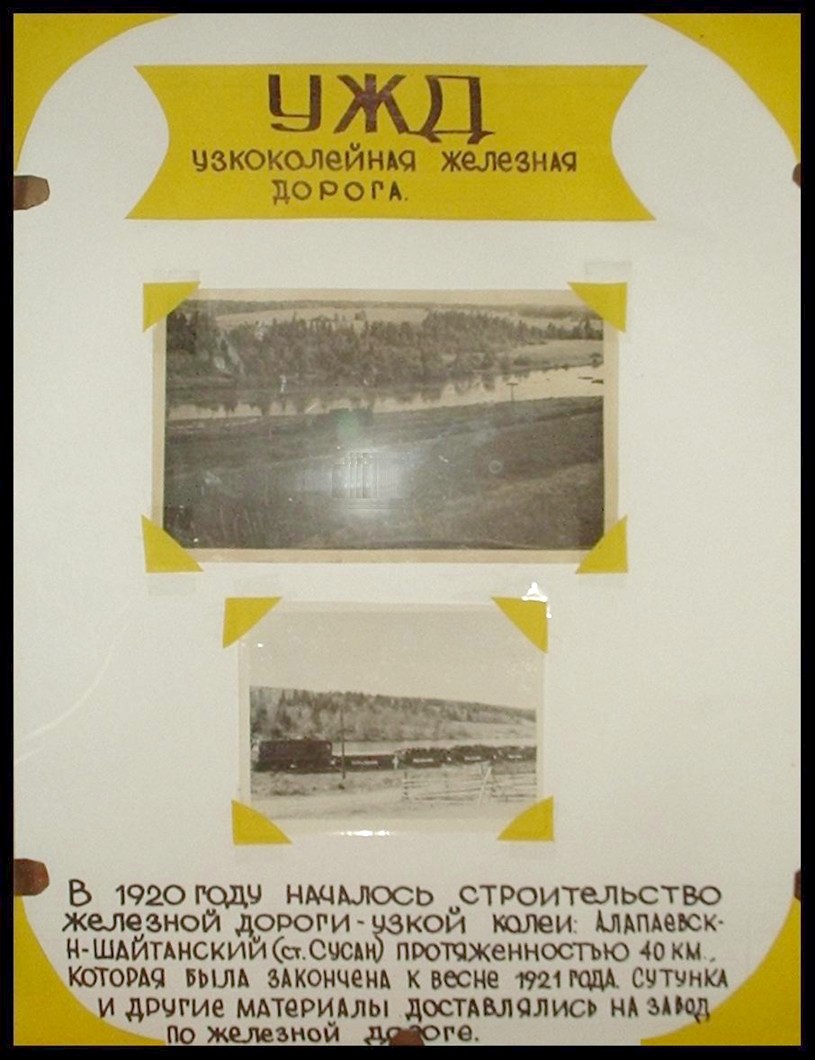 УЖД
УЗКОКОЛЕЙНАЯ ЖЕЛЕЗНАЯ
ДОРОГА.
В 1920 ГОДУ НАЧАЛОСЬ СТРОИТЕЛЬСТВО
ЖЕЛЕЗНОЙ ДОРОГИ-УЗКОЙ КОЛЕИ: АЛАПАЕВСК-
Н-ШАЙТАНСКИЙ (СТ. СУСАН) ПРОТЯЖЕННОСТЬЮ 40 КМ.,
КОТОРАЯ БЫЛА ЗАКОНЧЕНА К ВЕСНЕ 1921 ГОДА. СУТУНКА
И ДРУГИЕ МАТЕРИАЛЫ ДОСТАВЛЯЛИСЬ НА ЗАВОД
ПО ЖЕЛЕЗНОЙ ДОРОГЕ.